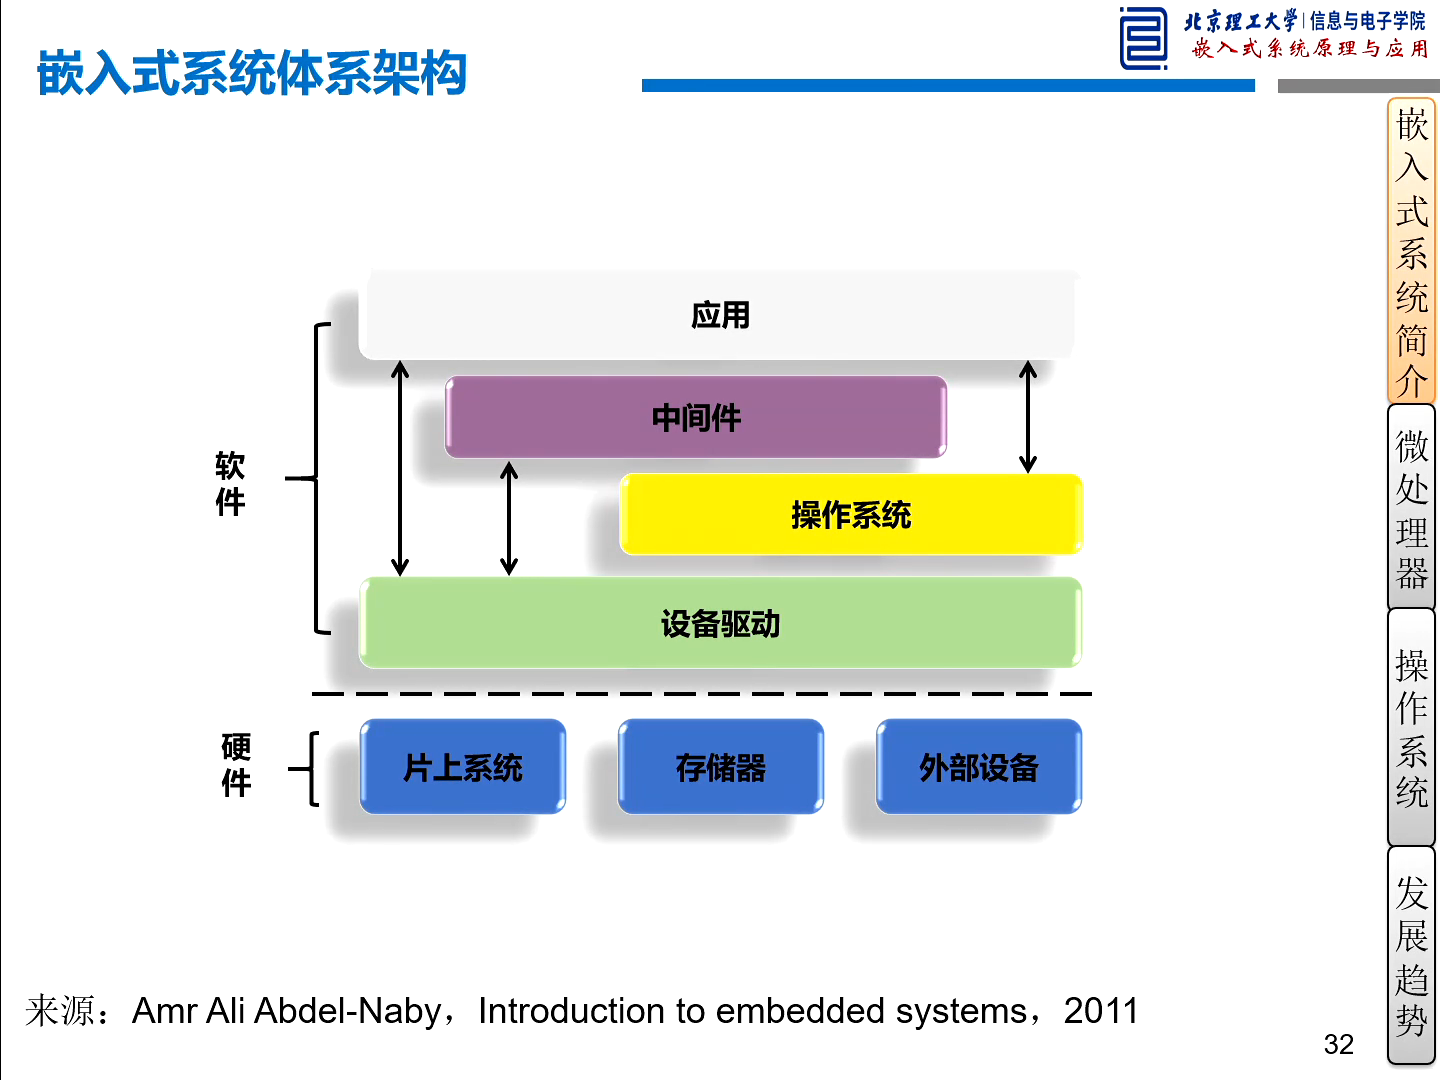 北京理工大学 信息与电子学院
嵌入式系统原理与应用
嵌入式系统体系架构
应用
中间件
操作系统
设备驱动
软件
硬件
片上系统
存储器
外部设备
嵌入式系统简介
微处理器
操作系统
发展趋势
来源：Amr Ali Abdel-Naby，Introduction to embedded systems，2011
32